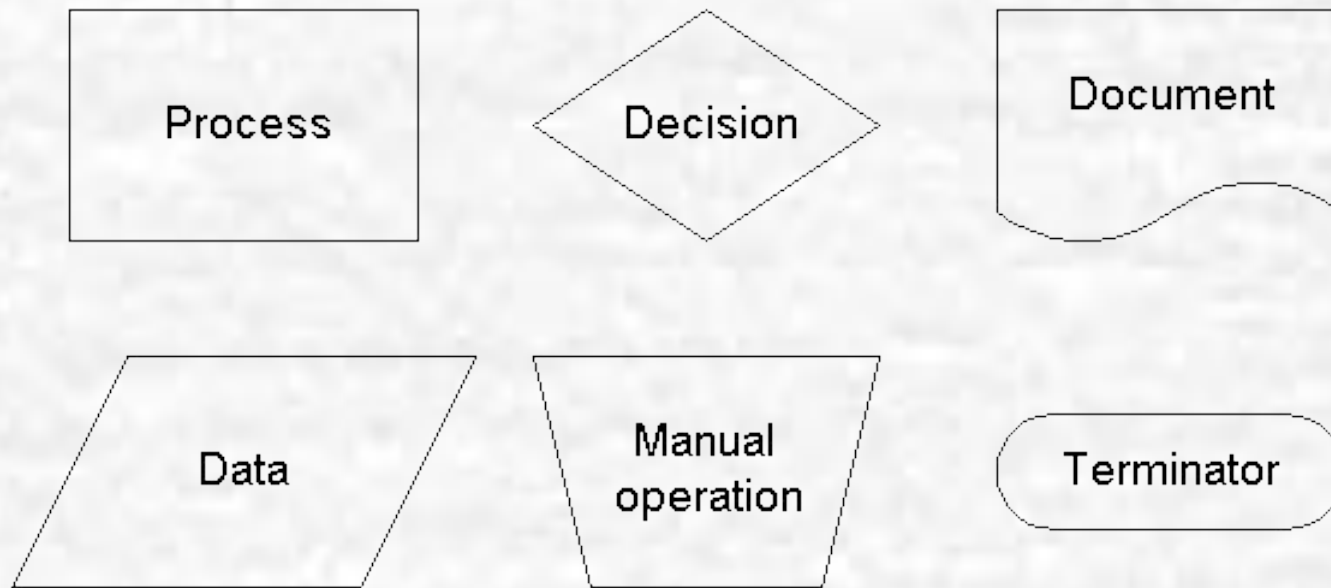 Process
Decision
Document
Data
Manual
operation
Terminator